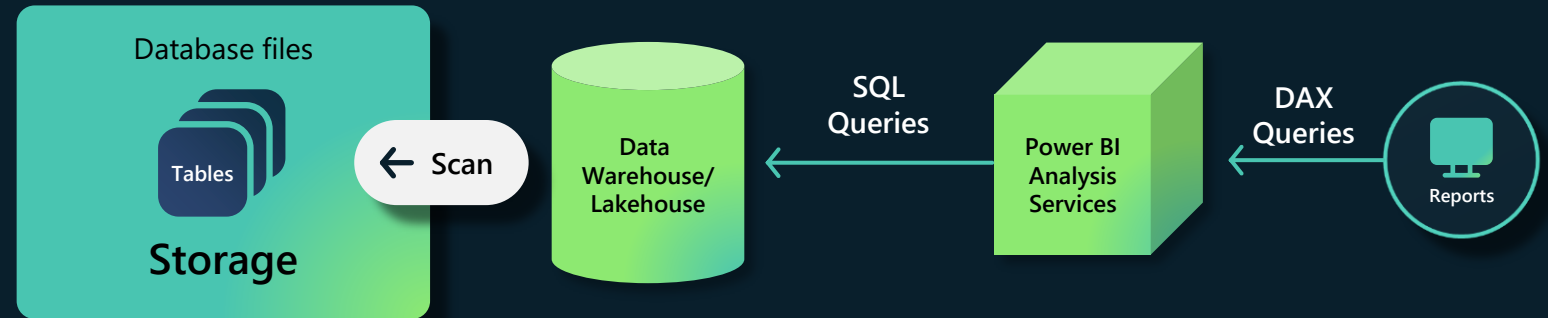 Database files
Tables
Storage
Scan
Data
Warehouse/
Lakehouse
SQL
Queries
Power BI
Analysis
Services
DAX
Queries
Reports